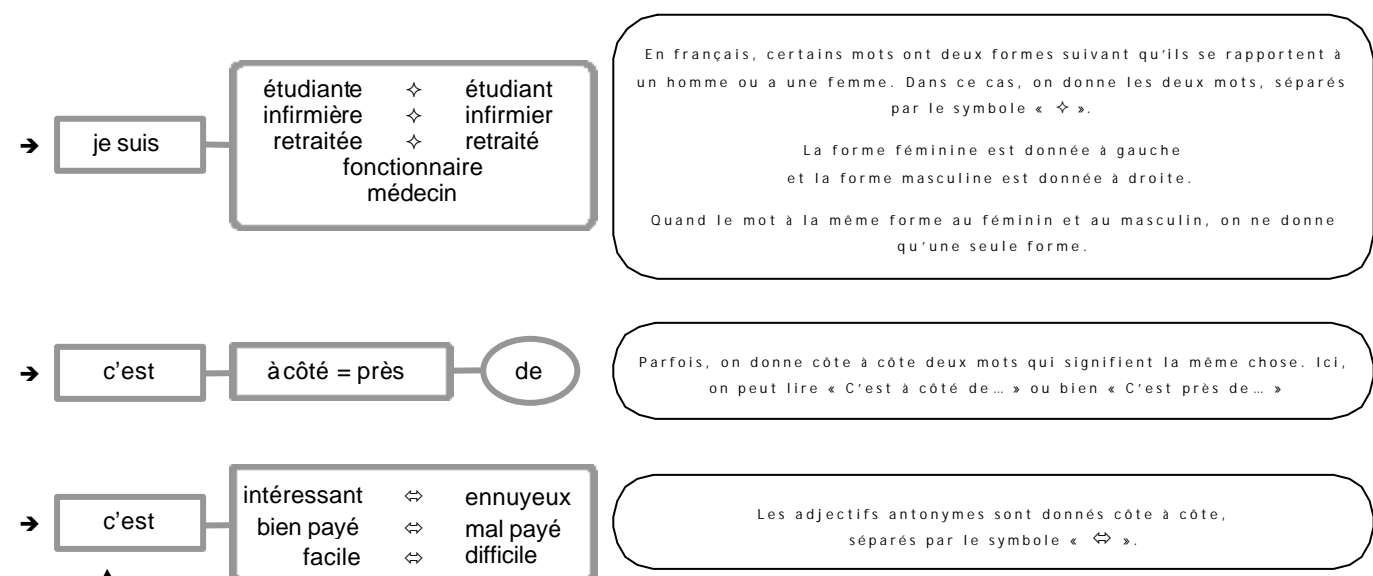 ➔ je suis
étudiante ✧ étudiant
infirmière ✧ infirmier
retraitée ✧ retraité
fonctionnaire
médecin
En français, certains mots ont deux formes suivant qu'ils se rapportent à
un homme ou a une femme. Dans ce cas, on donne les deux mots, séparés
par le symbole « ✧ ».
La forme féminine est donnée à gauche
et la forme masculine est donnée à droite.
Quand le mot à la même forme au féminin et au masculin, on ne donne
qu'une seule forme.
➔ c'est à côté = près de
Parfois, on donne côte à côte deux mots qui signifient la même chose. Ici,
on peut lire « C'est à côté de… » ou bien « C'est près de… »
➔ c'est
intéressant ⬄ ennuyeux
bien payé ⬄ mal payé
facile ⬄ difficile
Les adjectifs antonymes sont donnés côte à côte,
séparés par le symbole « ⬄ ».